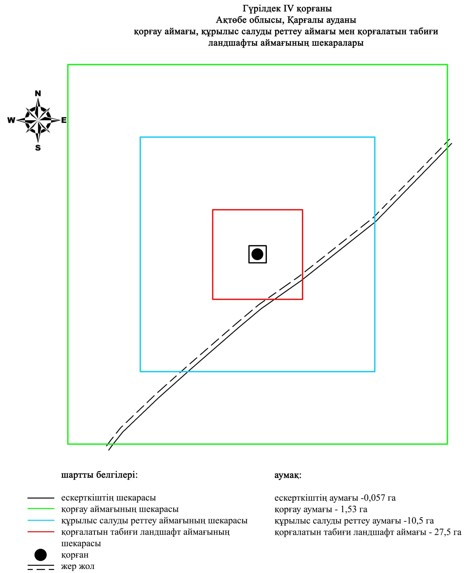 Гүрілдек IV қорғаны
Ақтөбе облысы, Қарғалы ауданы
қорғау аймағы, құрылыс салуды реттеу аймағы мен қорғалатын табиғи
ландшафты аймағының шекаралары
N
W E
S
шартты белгілері:
ескерткіштің шекарасы
қорғау аймағының шекарасы
құрылыс салуды реттеу аймағының шекарасы
қорғалатын табиғи ландшафт аймағының
шекарасы
қорған
жер жол
аумақ:
ескерткіштің аумағы -0,057 га
қорғау аумағы - 1,53 га
құрылыс салуды реттеу аумағы -10,5 га
қорғалатын табиғи ландшафт аумағы - 27,5 га